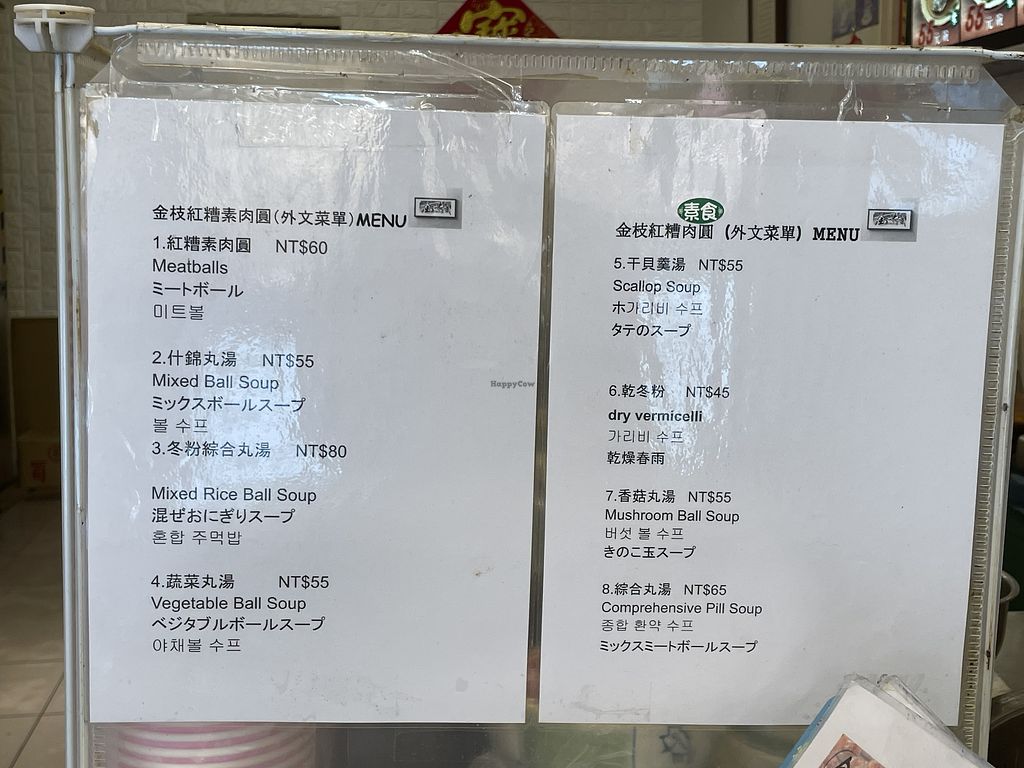 金枝紅糟素肉圓(外文菜單)MENU
1.紅糟素肉圓 NT$60
Meatballs
ミートボール
미트볼
2.什錦丸湯 NT$55
Mixed Ball Soup
ミックスボールスープ
볼 수프
3.冬粉綜合丸湯 NT$80
Mixed Rice Ball Soup
混ぜおにぎりスープ
혼합 주먹밥
4.蔬菜丸湯 NT$55
Vegetable Ball Soup
ベジタブルボールスープ
야채볼 수프
素食
金枝紅糟肉圓 (外文菜單) MENU
5.干貝羹湯 NT$55
Scallop Soup
ホ가리비 수프
タテのスープ
6.乾冬粉 NT$45
dry vermicelli
가리비 수프
乾燥春雨
7.香菇丸湯 NT$55
Mushroom Ball Soup
버섯 볼 수프
きのこ玉スープ
8.綜合丸湯 NT$65
Comprehensive Pill Soup
종합 환약 수프
ミックスミートボールスープ
HappyCow
55元
55元